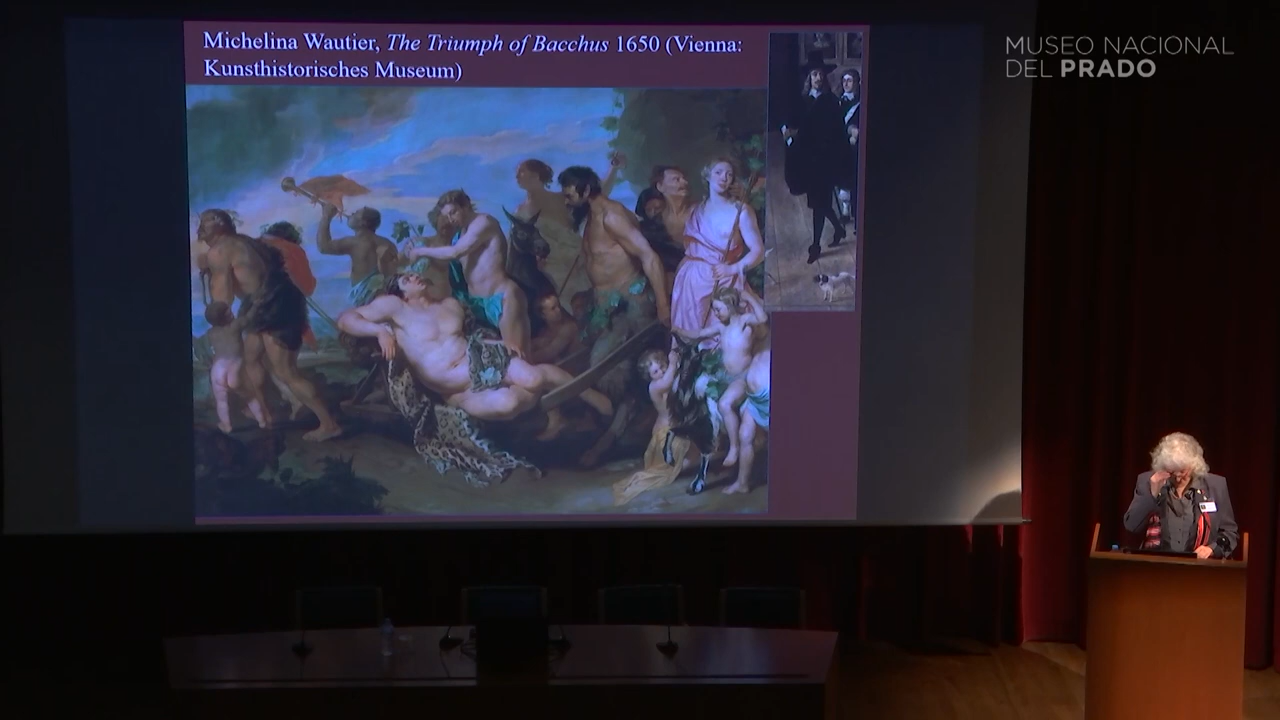 Michelina Wautier, The Triumph of Bacchus 1650 (Vienna:
Kunsthistorisches Museum)
MUSEO NACIONAL
DEL PRADO